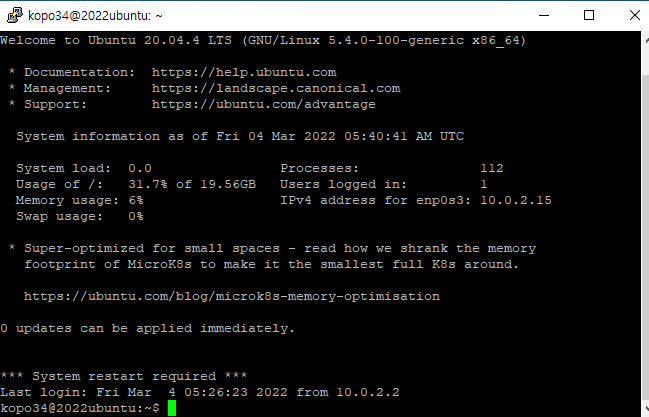 kopo34@2022ubuntu: ~
Welcome to Ubuntu 20.04.4 LTS (GNU/Linux 5.4.0-100-generic x86_64)
* Documentation:  https://help.ubuntu.com
* Management:     https://landscape.canonical.com
* Support:        https://ubuntu.com/advantage
System information as of Fri 04 Mar 2022 05:40:41 AM UTC
System load:  0.0                Processes:               112
Usage of /:   31.7% of 19.56GB   Users logged in:         1
Memory usage: 6%                 IPv4 address for enp0s3: 10.0.2.15
Swap usage:   0%
* Super-optimized for small spaces - read how we shrank the memory
footprint of MicroK8s to make it the smallest full K8s around.
https://ubuntu.com/blog/microk8s-memory-optimisation
0 updates can be applied immediately.
*** System restart required ***
Last login: Fri Mar  4 05:26:23 2022 from 10.0.2.2
kopo34@2022ubuntu:~$